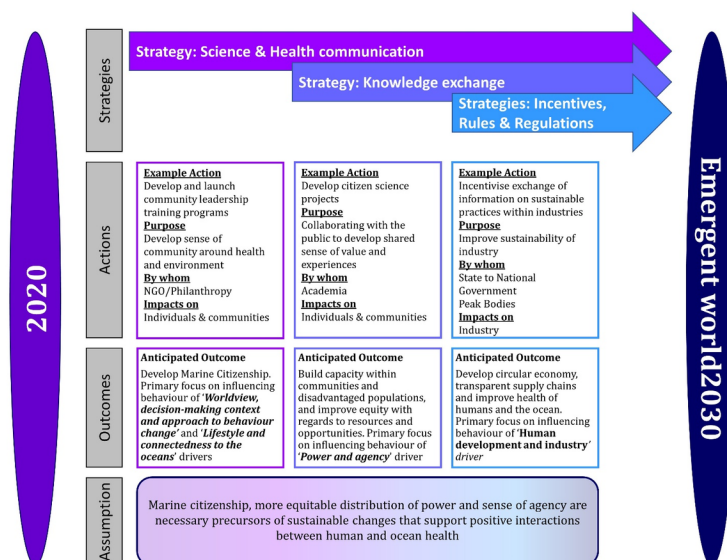 2020
Strategies
Strategy: Science & Health communication
Strategy: Knowledge exchange
Strategies: Incentives,
Rules & Regulations
Actions
Example Action
Develop and launch
community leadership
training programs
Purpose
Develop sense of
community around health
and environment
By whom
NGO/Philanthropy
Impacts on
Individuals & communities
Example Action
Develop citizen science
projects
Purpose
Collaborating with the
public to develop shared
sense of value and
experiences
By whom
Academia
Impacts on
Individuals & communities
Example Action
Incentivise exchange of
information on sustainable
practices within industries
Purpose
Improve sustainability of
industry
By whom
State to National
Government
Peak Bodies
Impacts on
Industry
Outcomes
Anticipated Outcome
Develop Marine Citizenship.
Primary focus on influencing
behaviour of 'Worldview,
decision-making context
and approach to behaviour
change' and 'Lifestyle and
connectedness to the
oceans' drivers
Anticipated Outcome
Build capacity within
communities and
disadvantaged populations,
and improve equity with
regards to resources and
opportunities. Primary focus
on influencing behaviour of
'Power and agency' driver
Anticipated Outcome
Develop circular economy,
transparent supply chains
and improve health of
humans and the ocean.
Primary focus on influencing
behaviour of 'Human
development and industry'
driver
Assumption
Marine citizenship, more equitable distribution of power and sense of agency are
necessary precursors of sustainable changes that support positive interactions
between human and ocean health
Emergent world2030